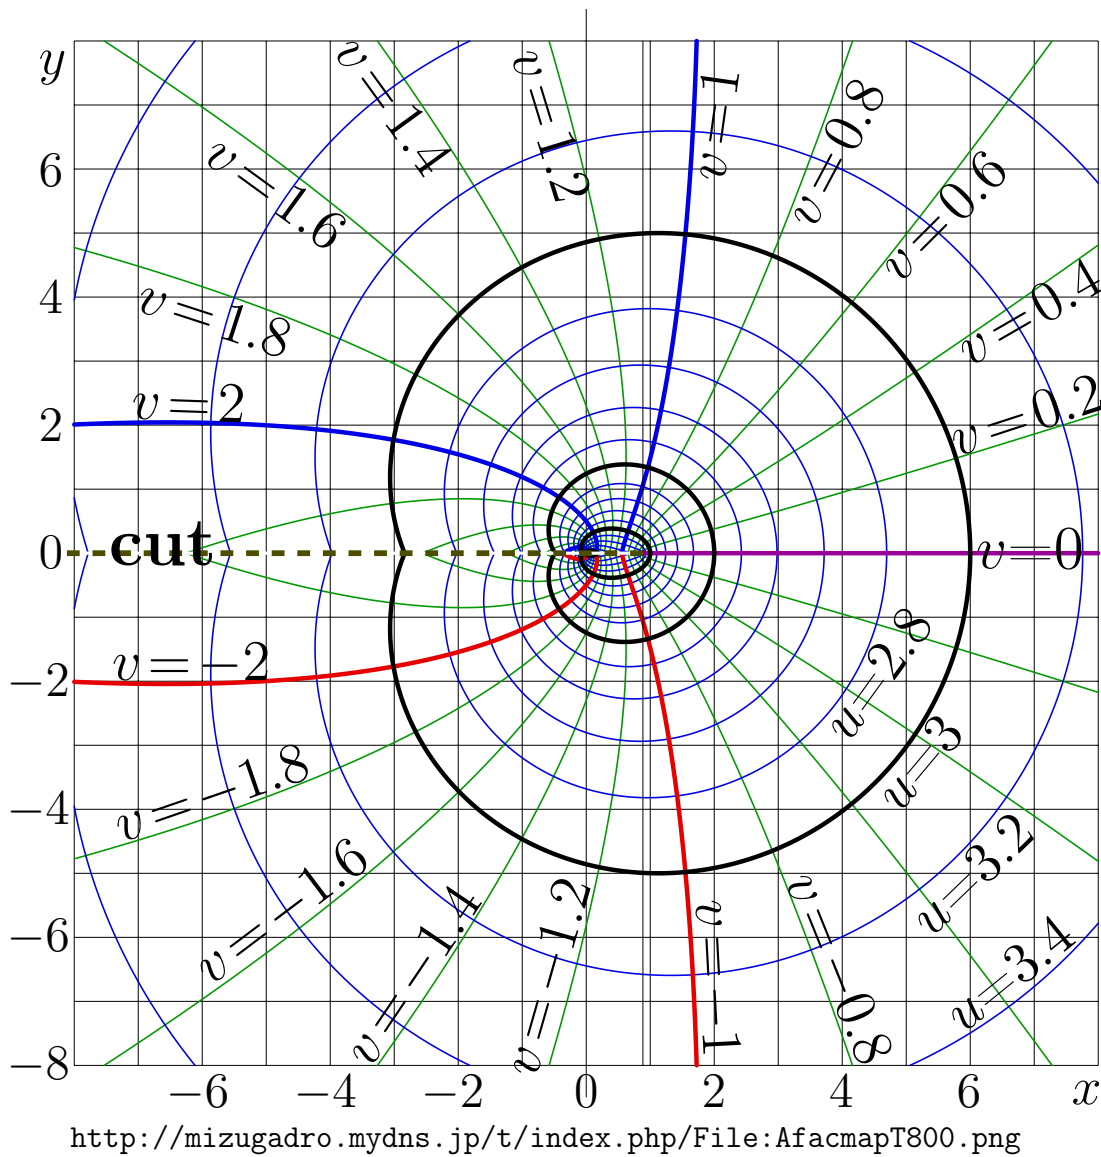 y
v=1.4
v=1.2
v=1
v=0.8
v=1.6
6
v=0.6
v=1.8
4
v=0.4
v=2
2
v=0.2
cut
0
v=0
v=−2
−2
u=2.8
v=−1.8
u=3
−4
v=−1.6
u=3.2
v=−1.4
v=−1.2
v=−1
v=−0.8
−6
u=3.4
−8
−6 −4 −2 0 2 4 6 x
http://mizugadro.mydns.jp/t/index.php/File:AfacmapT800.png